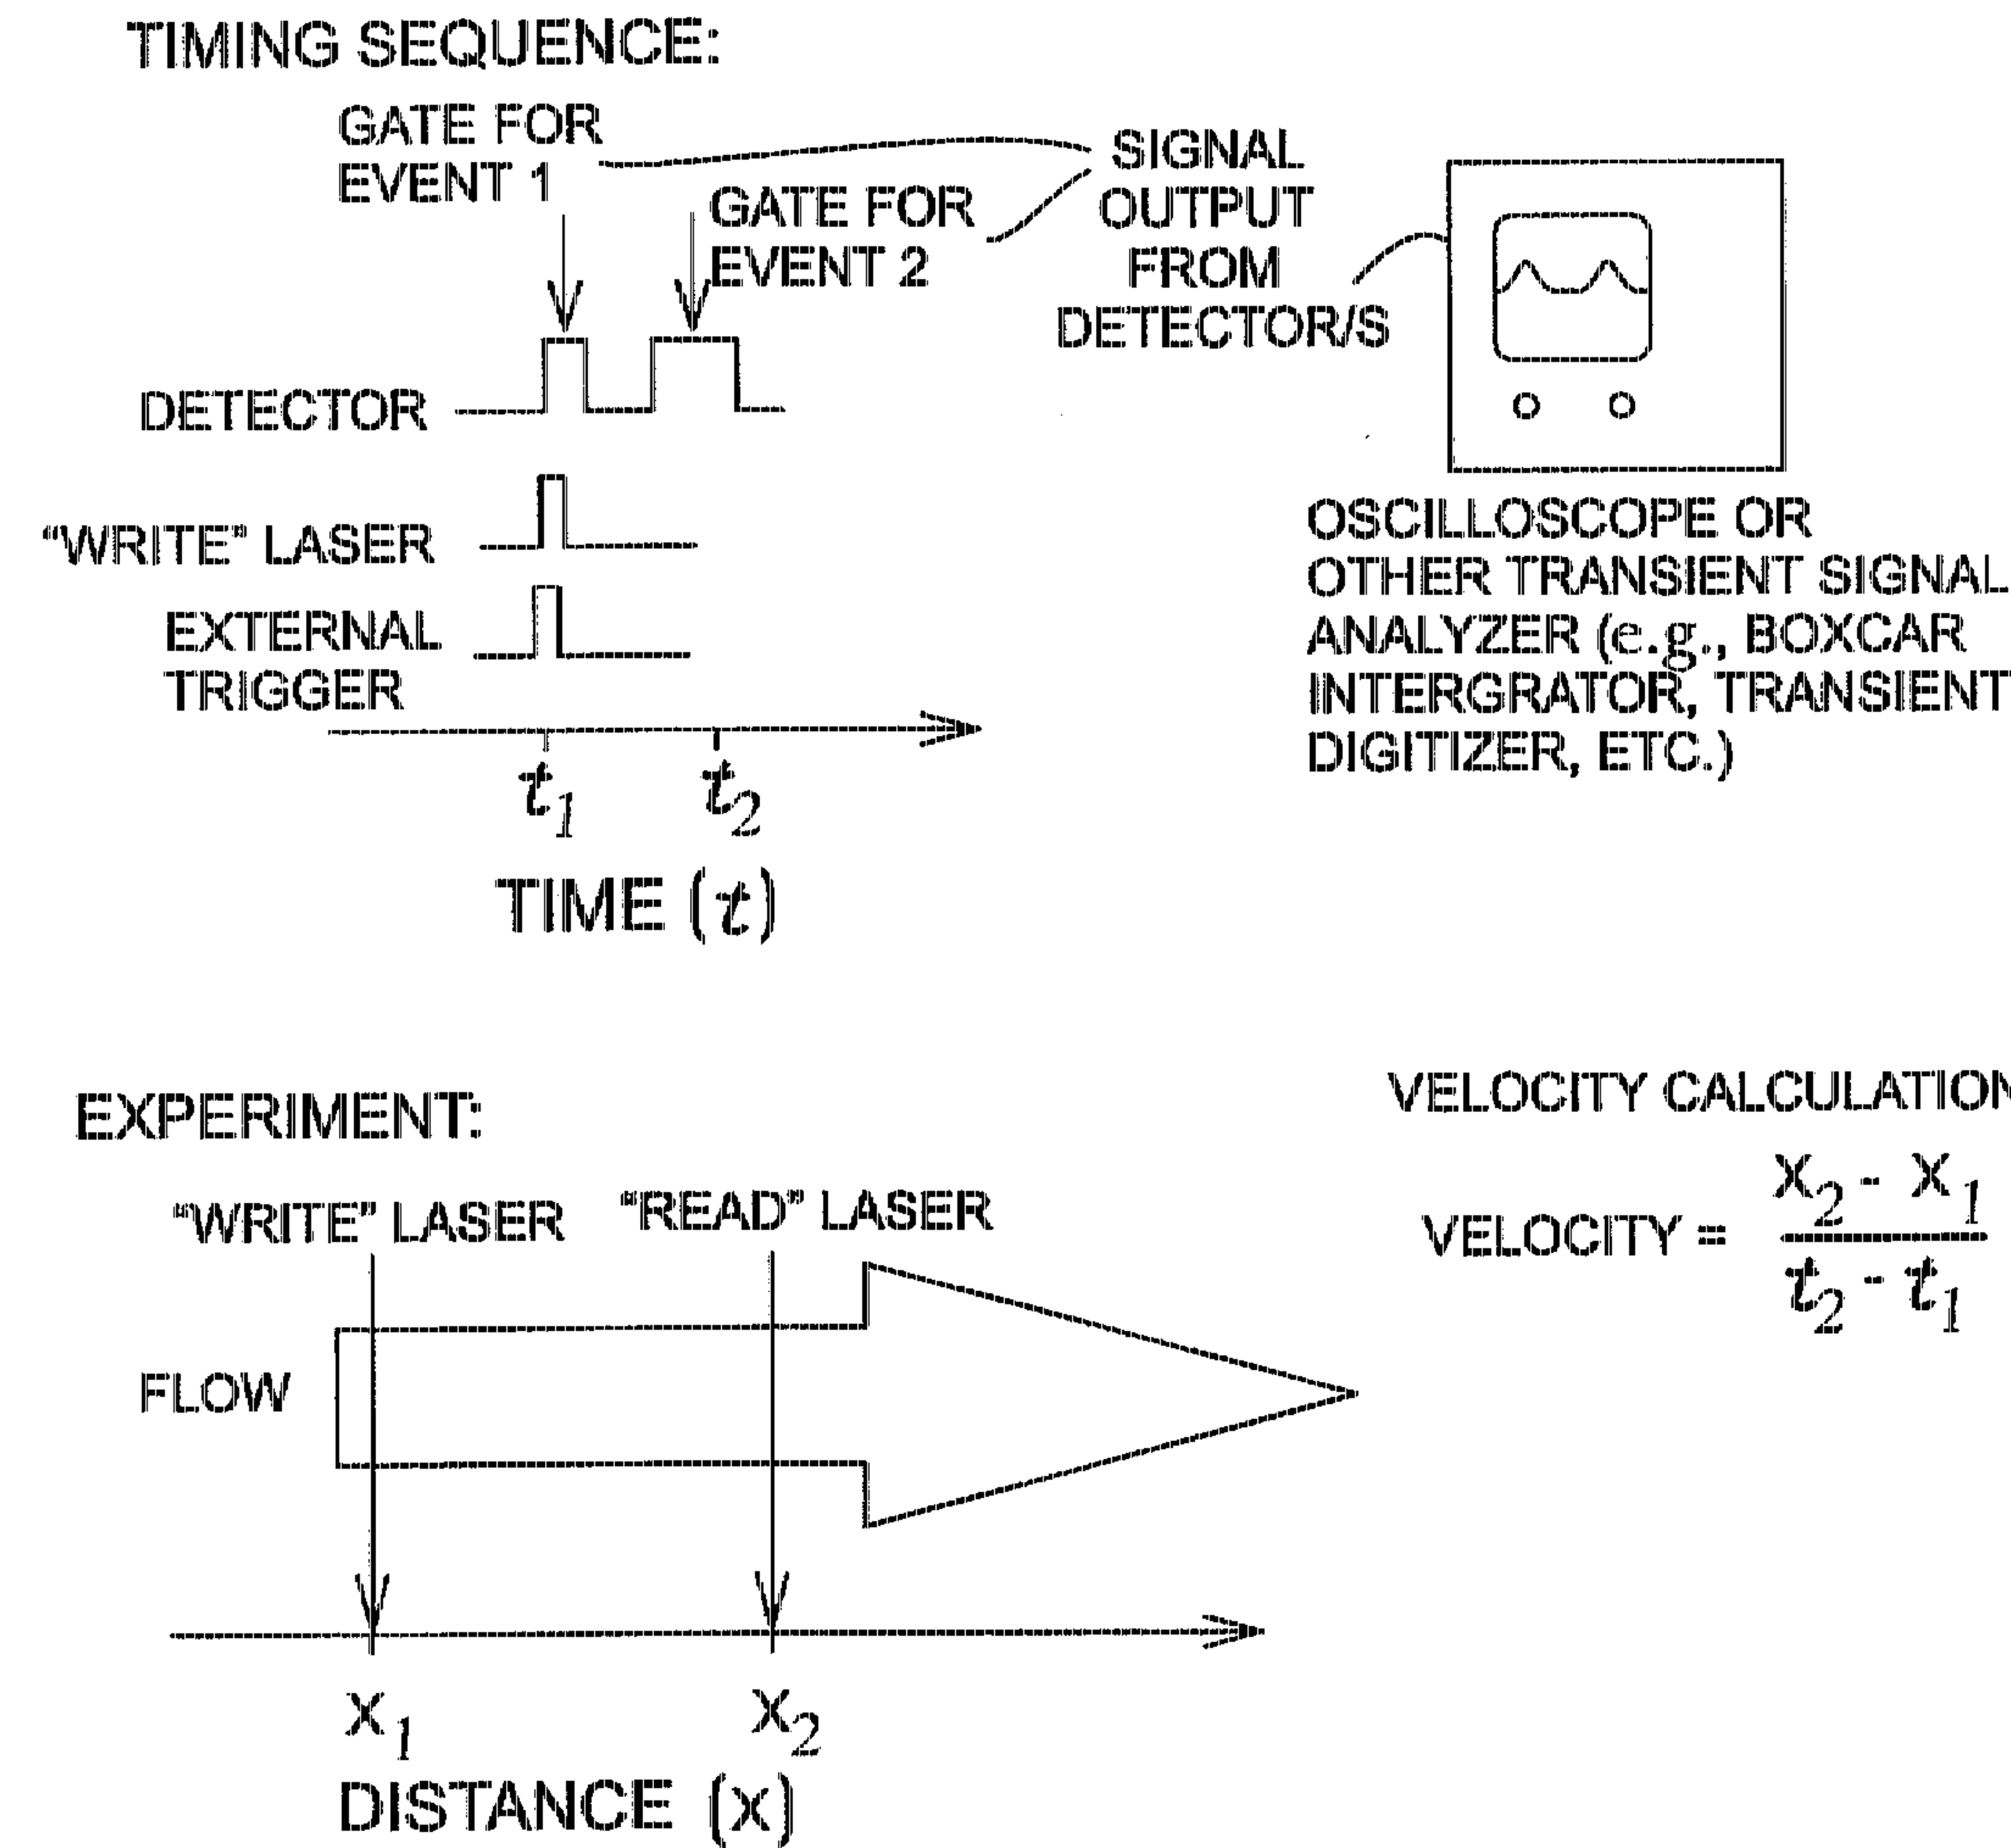 TIMING SEQUENCE:
GATE FOR
EVENT 1
GATE FOR
EVENT 2
SIGNAL
OUTPUT
FROM
DETECTOR/S
DETECTOR
"WRITE" LASER
EXTERNAL
TRIGGER
t1
t2
TIME (t)
OSCILLOSCOPE OR
OTHER TRANSIENT SIGNAL
ANALYZER (e.g., BOXCAR
INTERGRATOR, TRANSIENT
DIGITIZER, ETC.)
EXPERIMENT:
"WRITE" LASER
"READ" LASER
FLOW
x1
x2
DISTANCE (x)
VELOCITY CALCULATION
VELOCITY =
x2 - x1
t2 - t1